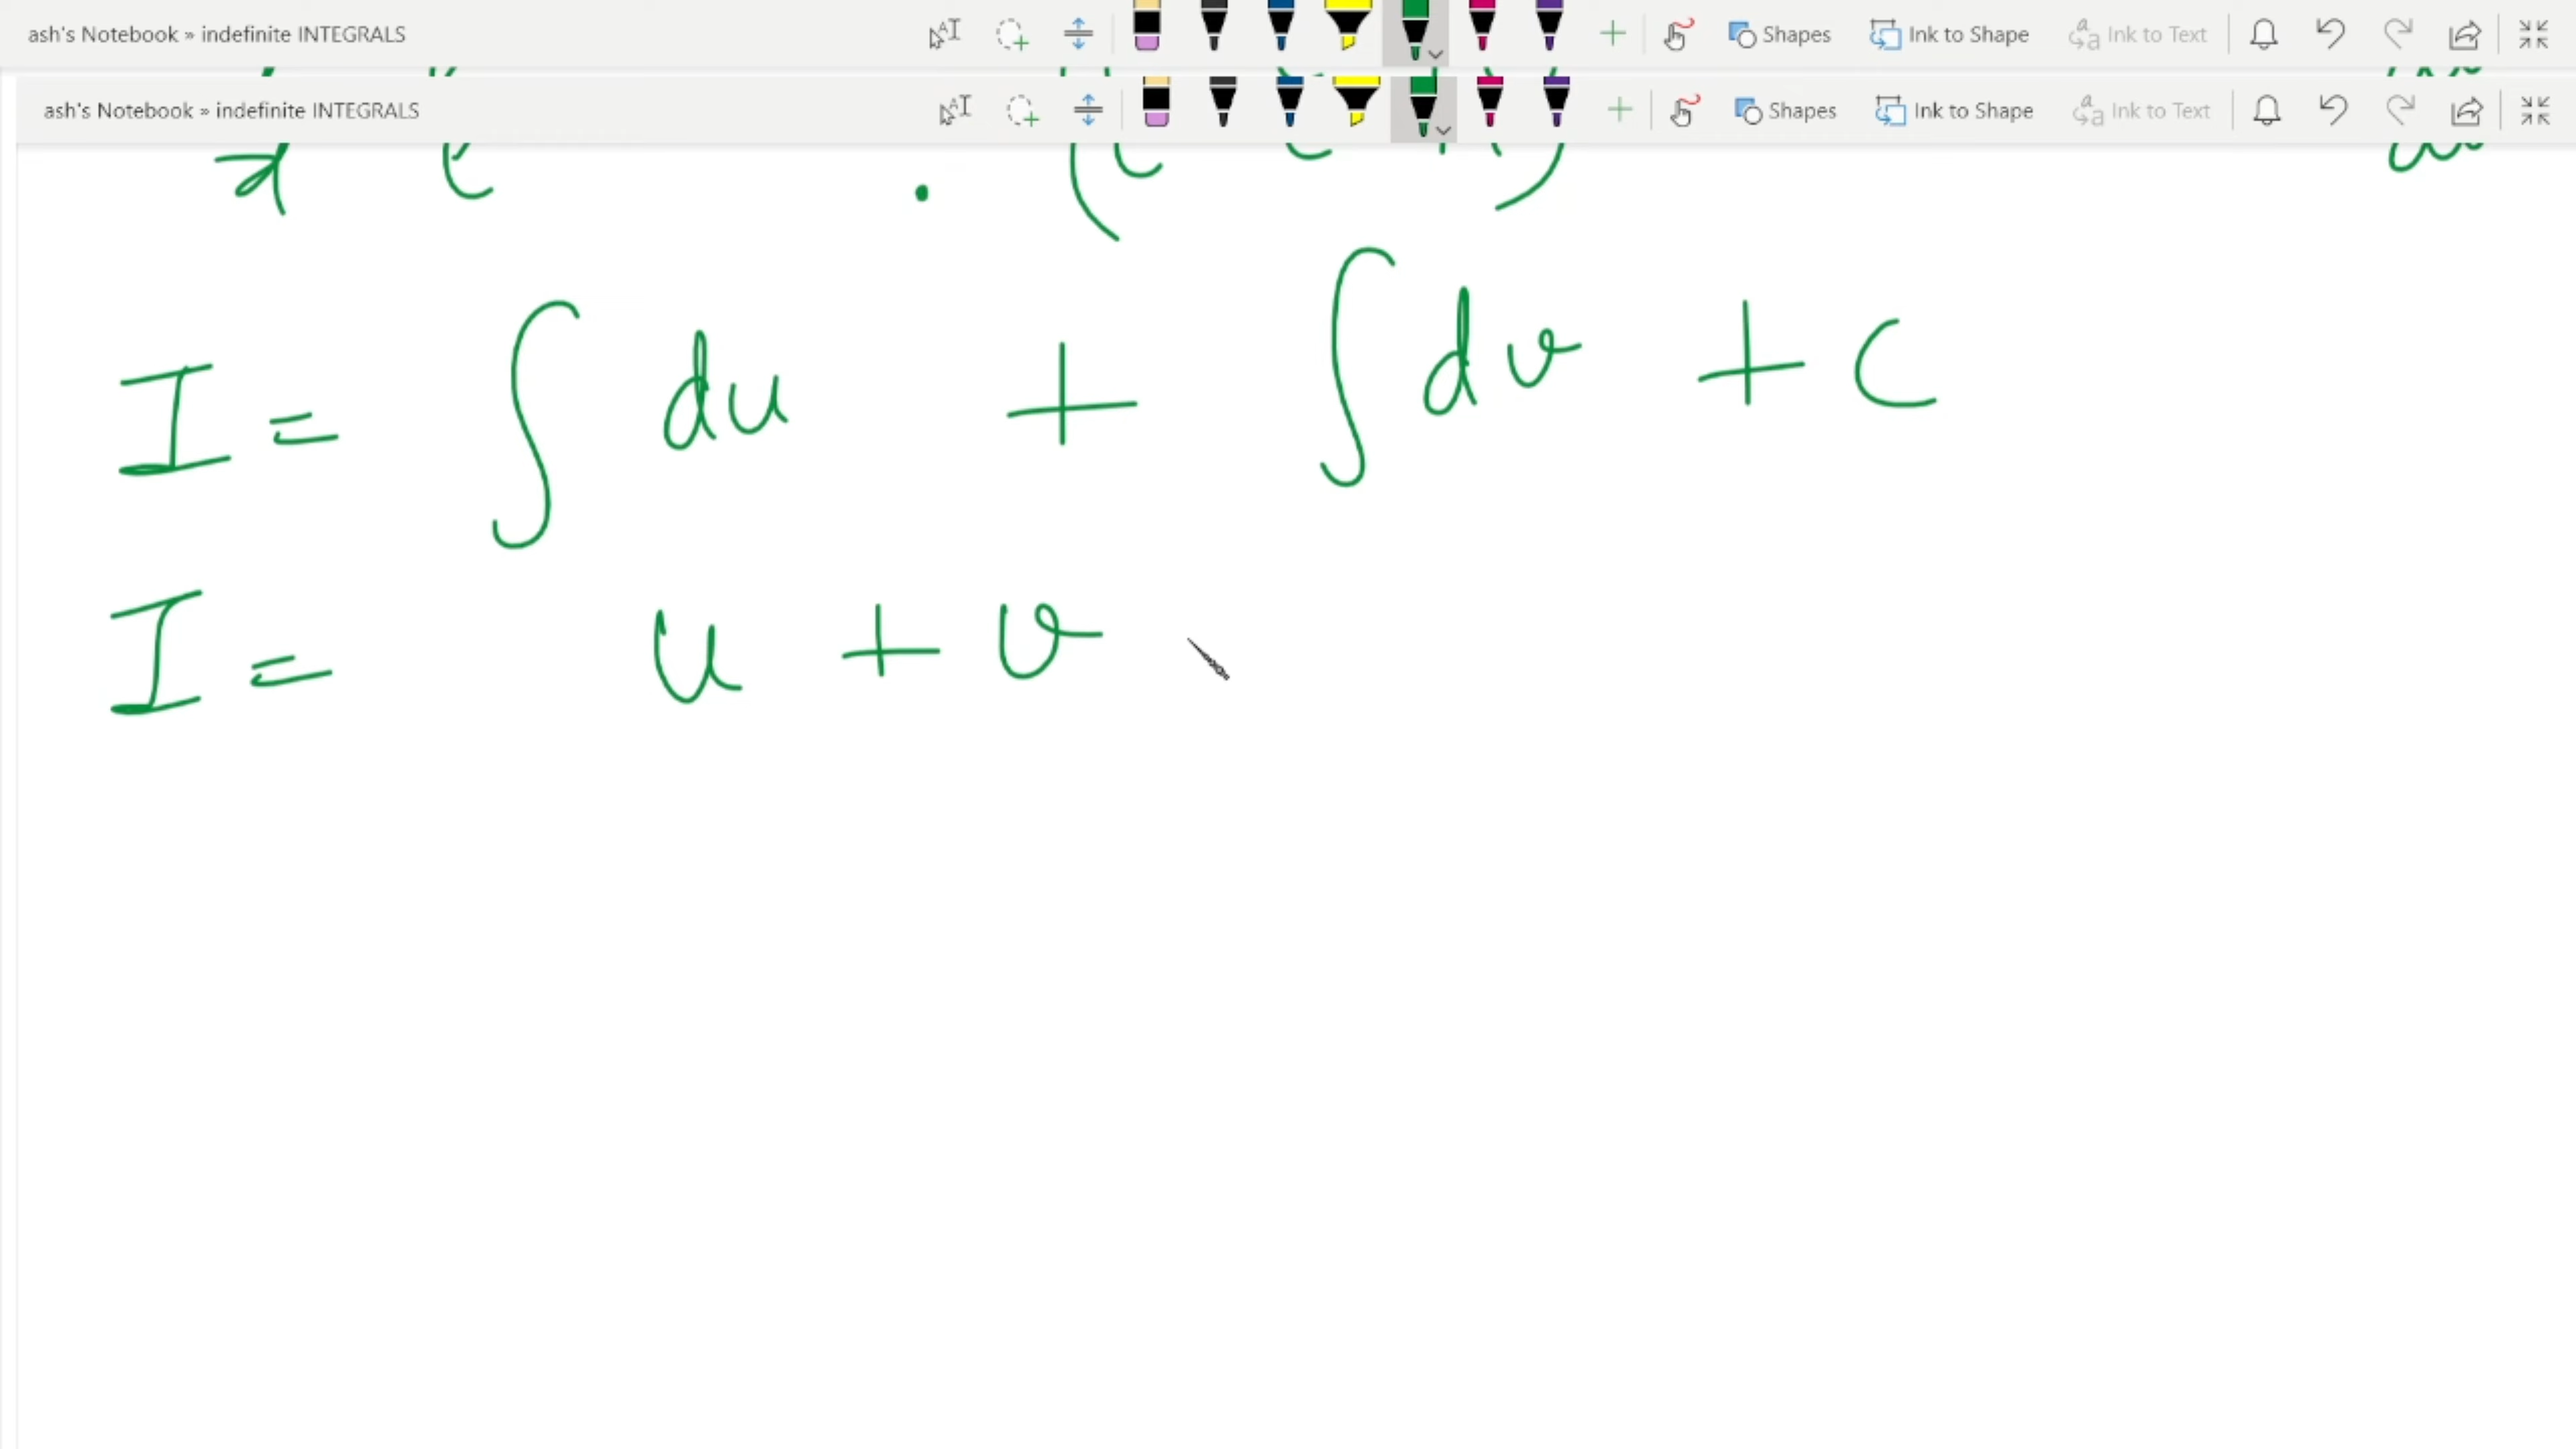 ash's Notebook » indefinite INTEGRALS Shapes Ink to Shape Ink to Text
ash's Notebook » indefinite INTEGRALS Shapes Ink to Shape Ink to Text
I = ∫ du + ∫ dv + c
I = u + v